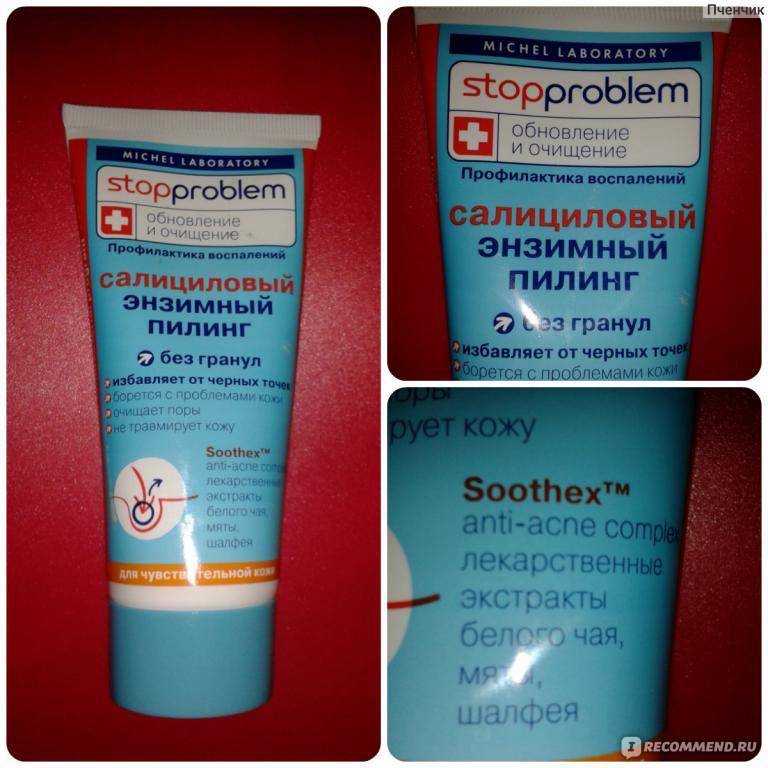 MICHEL LABORATORY
stopproblem
обновление
и очищение
Профилактика воспалений
салициловый
энзимный
пилинг
без гранул
избавляет от черных точек
борется с проблемами кожи
очищает поры
не травмирует кожу
Soothex™
anti-acne comple
лекарственные
экстракты
белого чая,
мяты,
шалфея
для чувствительной кожи
Пченчик
MICHEL LABORATORY
stopproblem
обновление
и очищение
Профилактика воспалений
салициловый
энзимный
пилинг
без гранул
избавляет от черных точек
борется с проблемами кожи
поры
рует кожу
Soothex™
anti-acne complex
лекарственные
экстракты
белого чая,
мяты,
шалфея
I RECOMMEND.RU